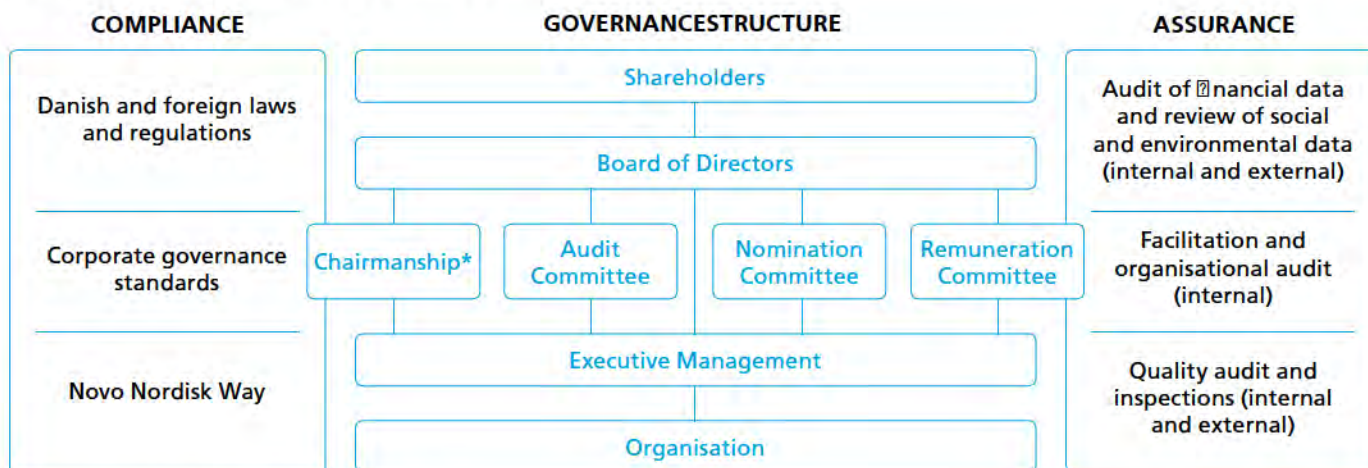 COMPLIANCE
Danish and foreign laws
and regulations
Corporate governance
standards
Novo Nordisk Way
GOVERNANCESTRUCTURE
Shareholders
Board of Directors
Chairmanship*
Audit
Committee
Nomination
Committee
Remuneration
Committee
Executive Management
Organisation
ASSURANCE
Audit of �nancial data
and review of social
and environmental data
(internal and external)
Facilitation and
organisational audit
(internal)
Quality audit and
inspections (internal
and external)